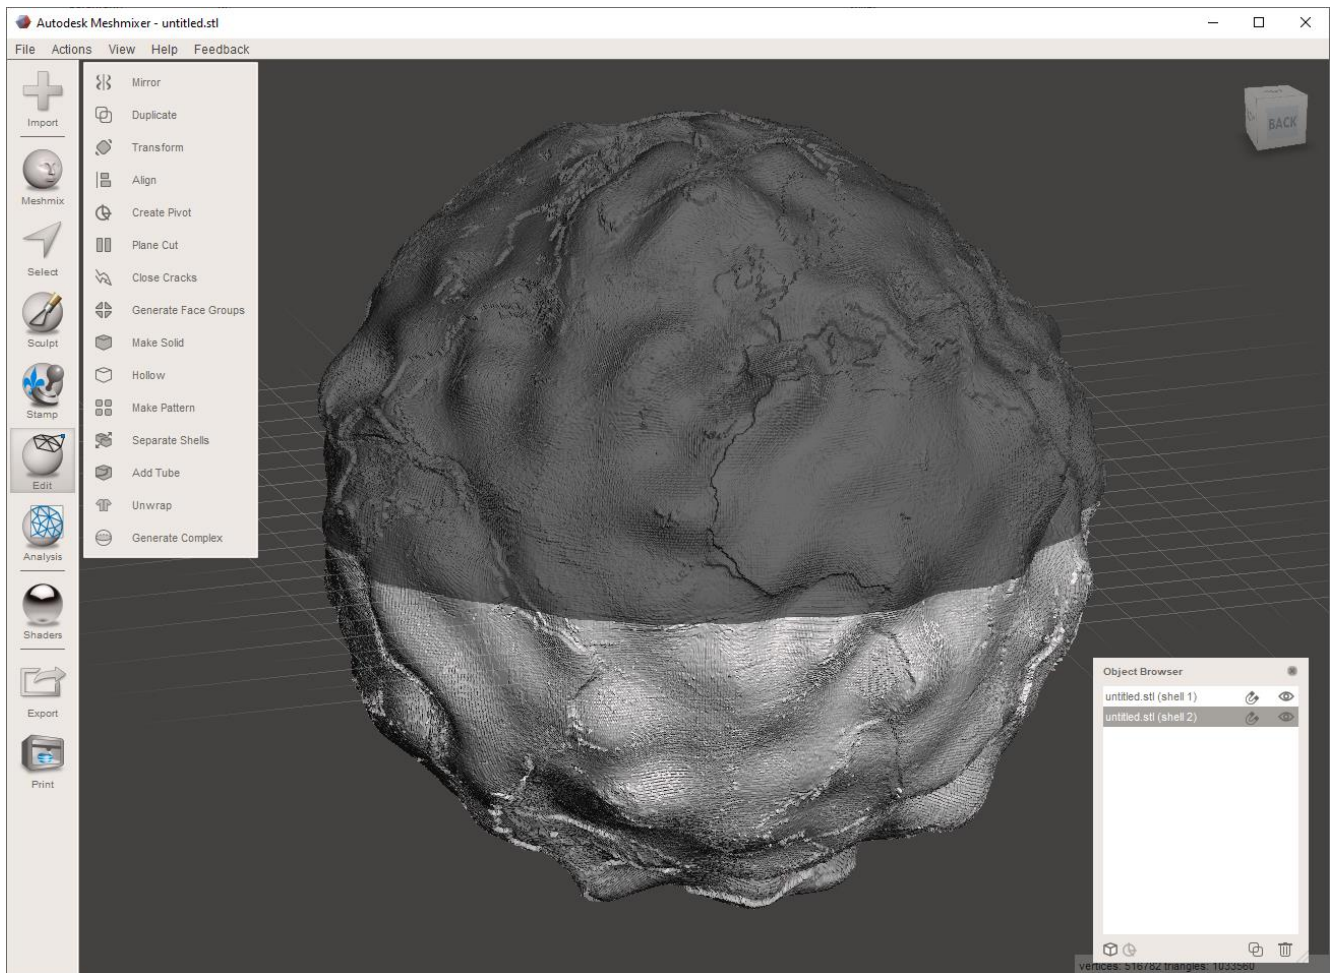 Autodesk Meshmixer - untitled.stl
File Actions View Help Feedback
Import
Meshmix
Select
Sculpt
Stamp
Edit
Analysis
Shaders
Export
Print
Mirror
Duplicate
Transform
Align
Create Pivot
Plane Cut
Close Cracks
Generate Face Groups
Make Solid
Hollow
Make Pattern
Separate Shells
Add Tube
Unwrap
Generate Complex
BACK
Object Browser
untitled.stl (shell 1)
untitled.stl (shell 2)
vertices: 516782 triangles: 1033560